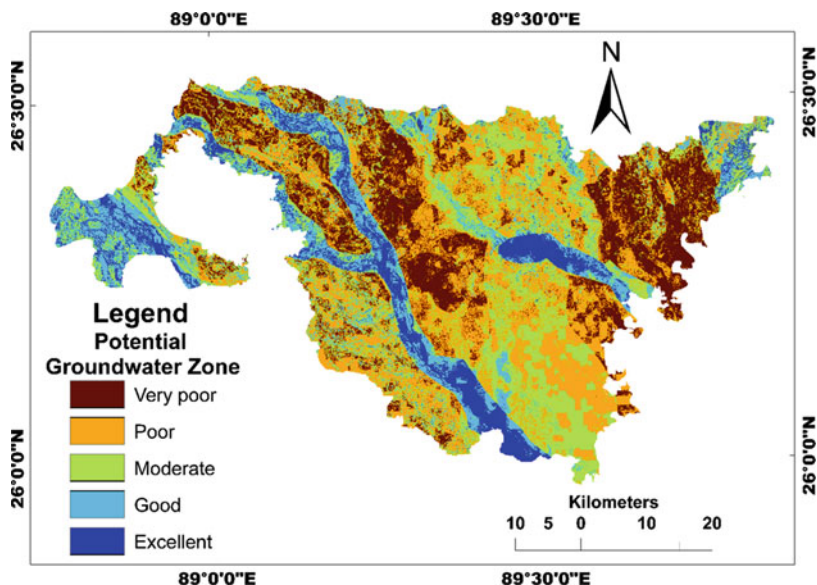 89°0'0"E 89°30'0"E
N
26°30'0"N 26°30'0"N
Legend
Potential
Groundwater Zone
Very poor
Poor
Moderate
Good
Excellent
26°0'0"N 26°0'0"N
Kilometers
10 5 0 10 20
89°0'0"E 89°30'0"E